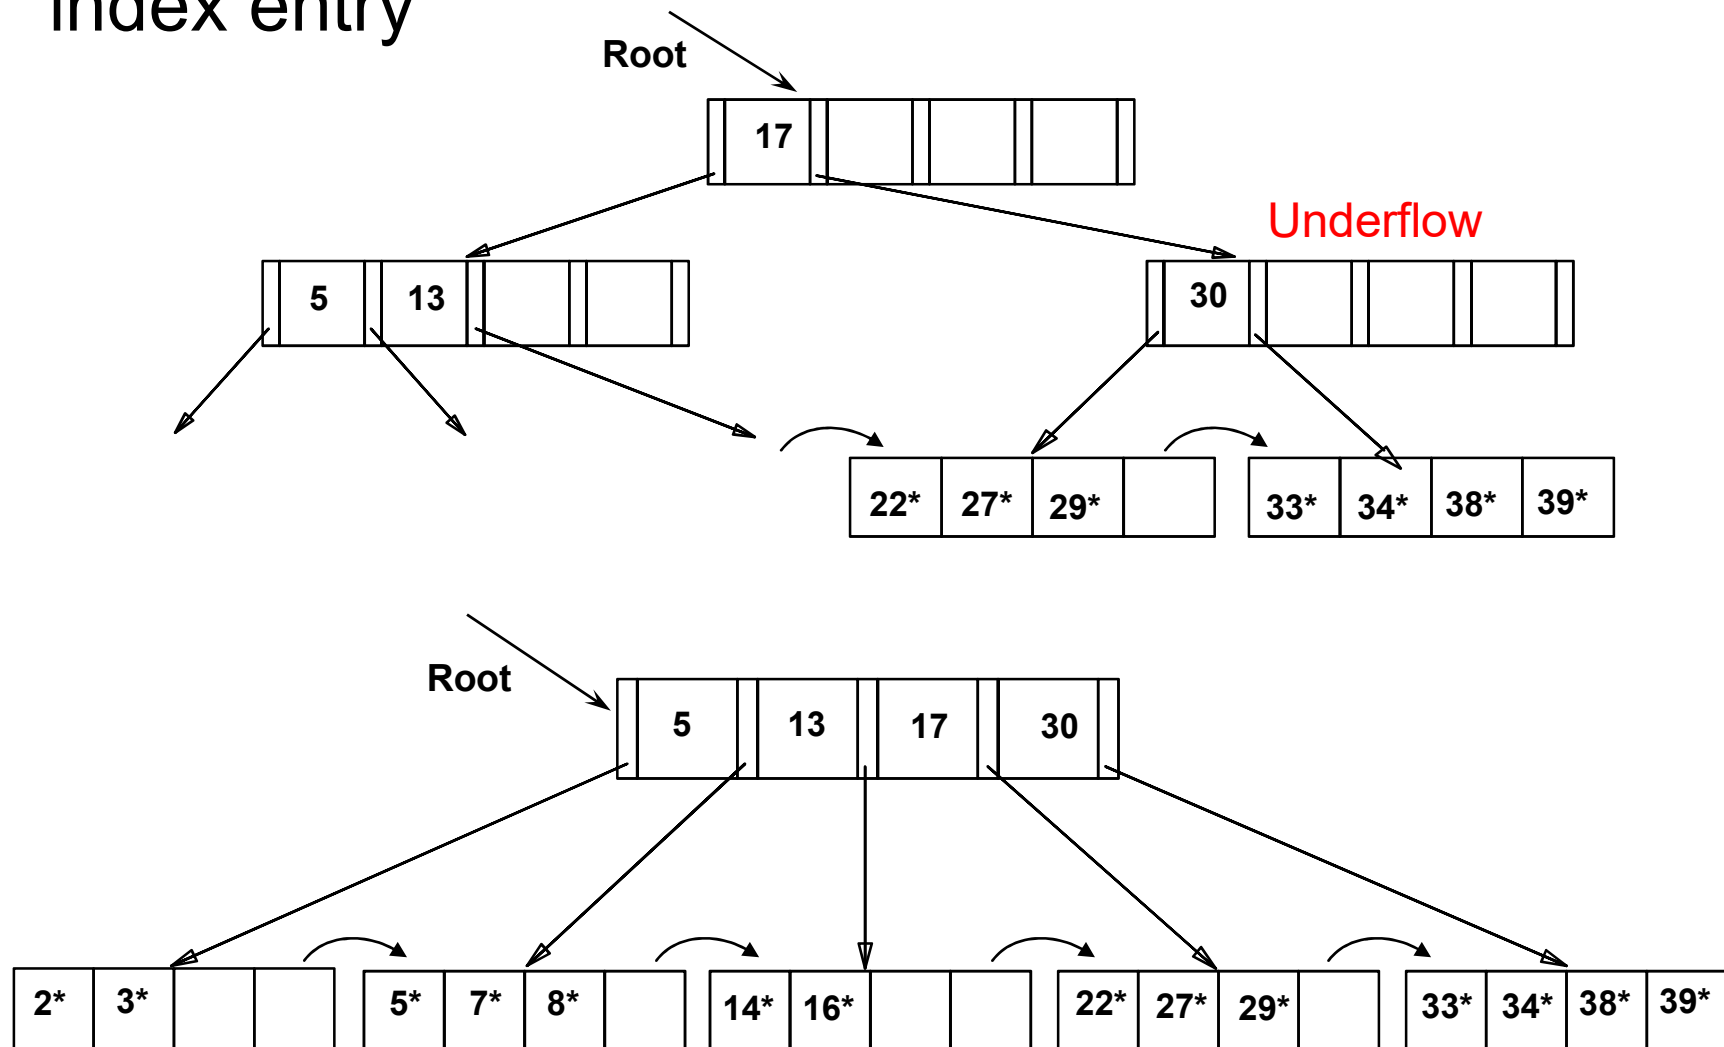 index entry
Root
17
Underflow
5 13
30
22* 27* 29*
33* 34* 38* 39*
Root
5 13 17 30
2* 3*
5* 7* 8*
14* 16*
22* 27* 29*
33* 34* 38* 39*